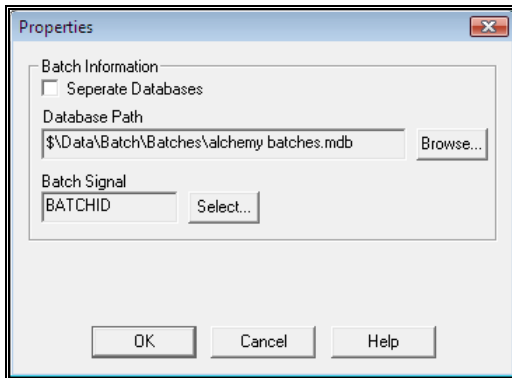 Properties
Batch Information
Seperate Databases
Database Path
$\Data\Batch\Batches\alchemy batches.mdb
Browse...
Batch Signal
BATCHID
Select...
OK
Cancel
Help